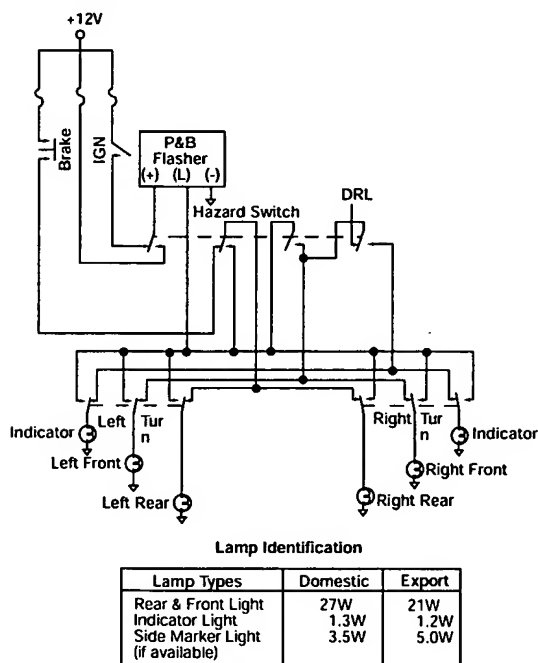 +12V
Brake
IGN
P&B
Flasher
(+) (L) (-)
DRL
Hazard Switch
Left Tur
n
Right Tur
n
Indicator
Indicator
Left Front
Right Front
Left Rear
Right Rear
Lamp Identification
Lamp Types Domestic Export
Rear & Front Light 27W 21W
Indicator Light 1.3W 1.2W
Side Marker Light 3.5W 5.0W
(if available)